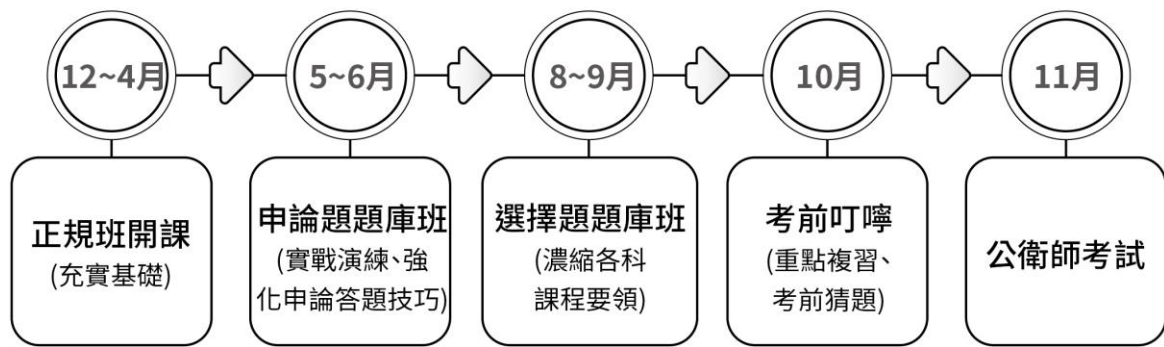 12~4月
5~6月
8~9月
10月
11月
正規班開課
(充實基礎)
申論題題庫班
(實戰演練、強
化申論答題技巧)
選擇題題庫班
(濃縮各科
課程要領)
考前叮嚀
(重點複習、
考前猜題)
公衛師考試